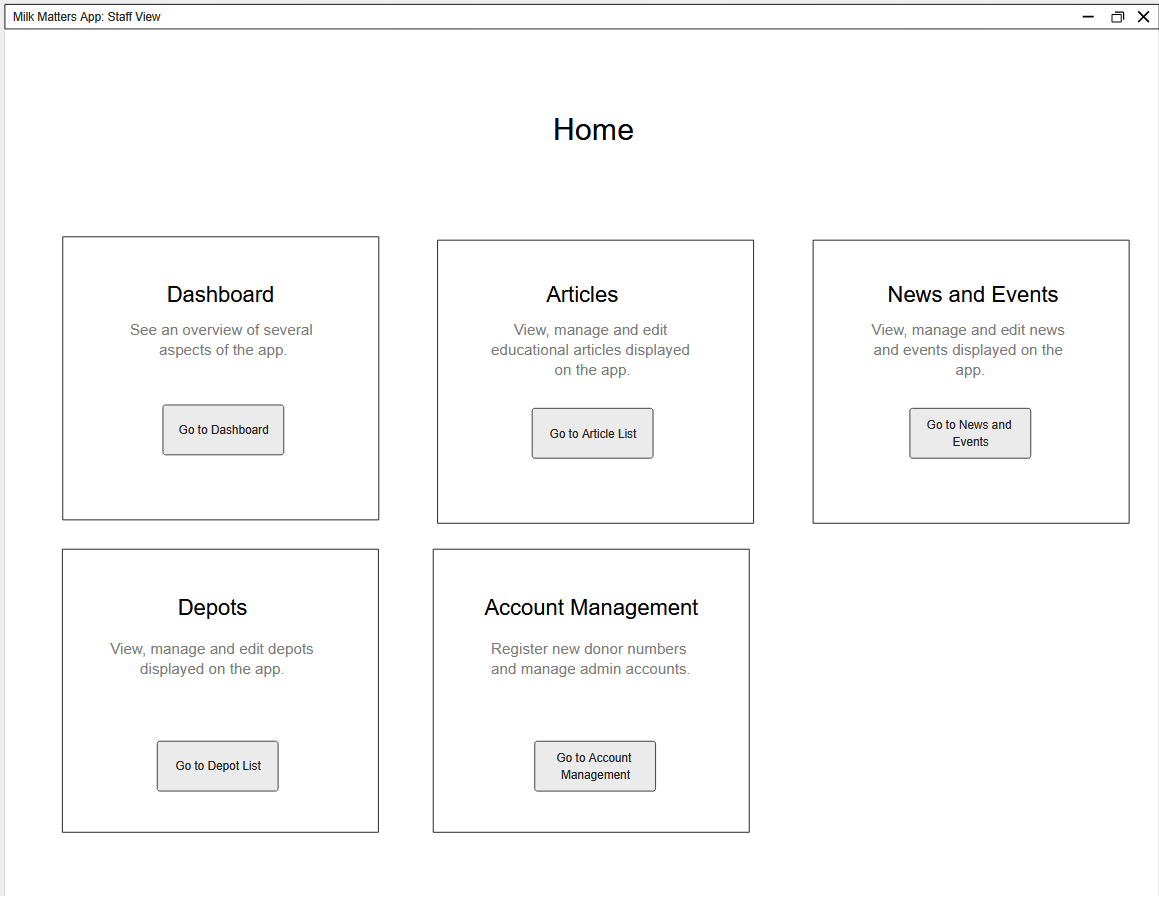 Milk Matters App: Staff View
Home
Dashboard
See an overview of several
aspects of the app.
Go to Dashboard
Articles
View, manage and edit
educational articles displayed
on the app.
Go to Article List
News and Events
View, manage and edit news
and events displayed on the
app.
Go to News and
Events
Depots
View, manage and edit depots
displayed on the app.
Go to Depot List
Account Management
Register new donor numbers
and manage admin accounts.
Go to Account
Management